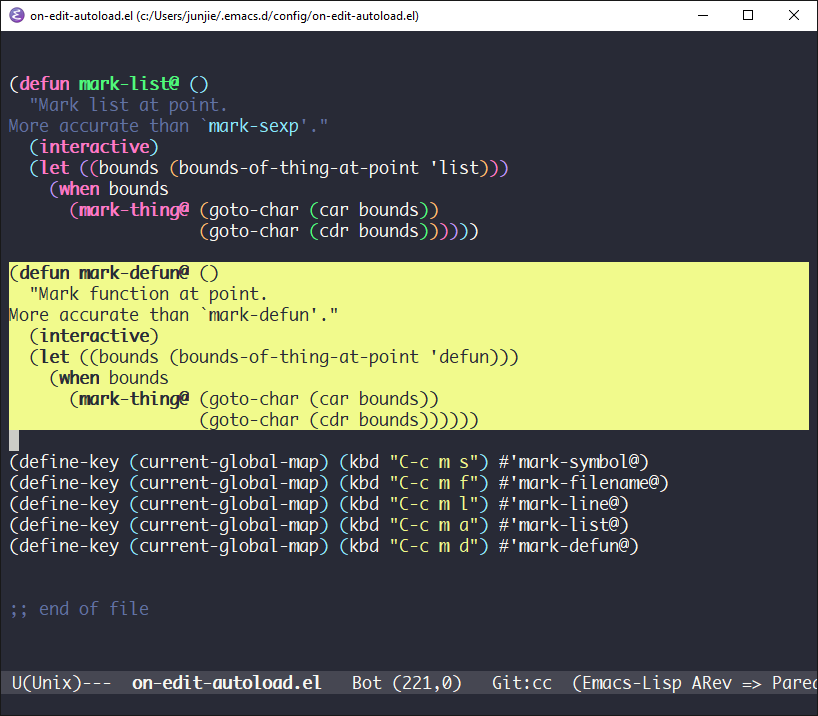 on-edit-autoload.el (c:/Users/junjie/.emacs.d/config/on-edit-autoload.el)
(defun mark-list@ ()
  "Mark list at point.
More accurate than `mark-sexp'."
  (interactive)
  (let ((bounds (bounds-of-thing-at-point 'list)))
    (when bounds
      (mark-thing@ (goto-char (car bounds))
                   (goto-char (cdr bounds))))))
(defun mark-defun@ ()
  "Mark function at point.
More accurate than `mark-defun'."
  (interactive)
  (let ((bounds (bounds-of-thing-at-point 'defun)))
    (when bounds
      (mark-thing@ (goto-char (car bounds))
                   (goto-char (cdr bounds))))))
(define-key (current-global-map) (kbd "C-c m s") #'mark-symbol@)
(define-key (current-global-map) (kbd "C-c m f") #'mark-filename@)
(define-key (current-global-map) (kbd "C-c m l") #'mark-line@)
(define-key (current-global-map) (kbd "C-c m a") #'mark-list@)
(define-key (current-global-map) (kbd "C-c m d") #'mark-defun@)
;; end of file
U(Unix)---  on-edit-autoload.el   Bot (221,0)   Git:cc  (Emacs-Lisp ARev => Pared